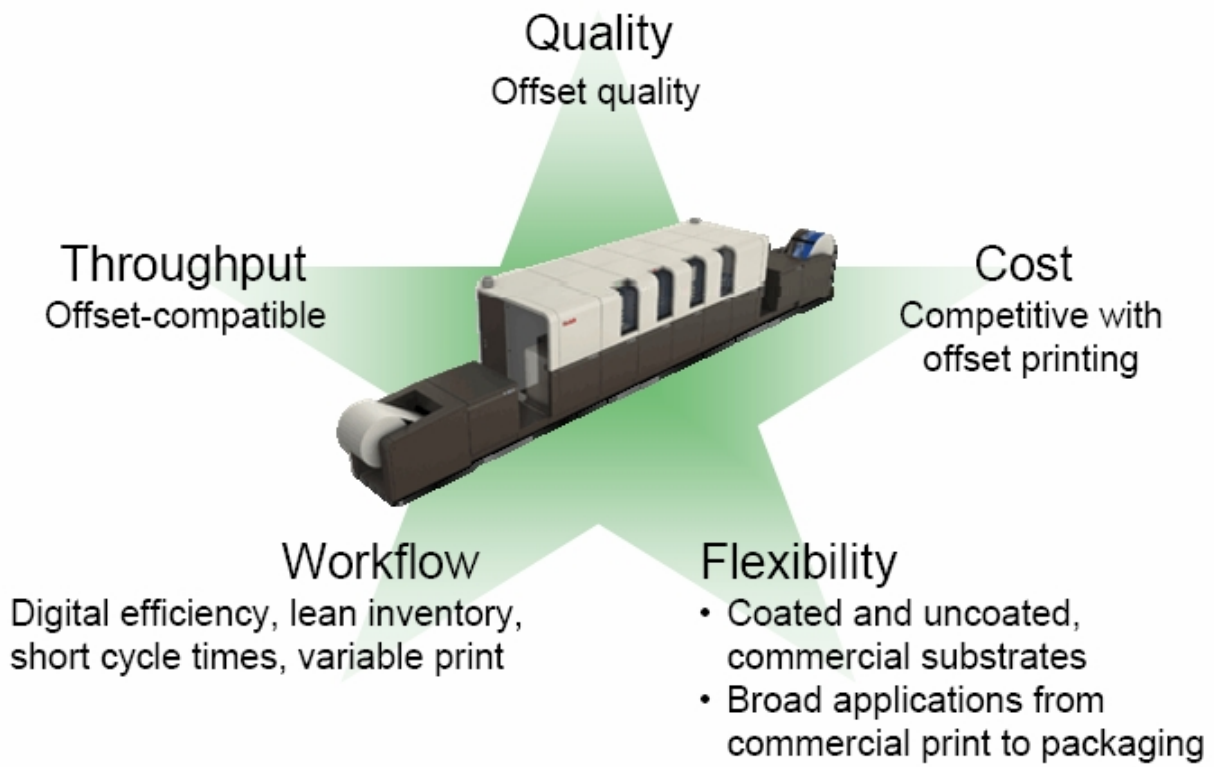 Quality
Offset quality
Throughput
Offset-compatible
Cost
Competitive with
offset printing
Workflow
Digital efficiency, lean inventory,
short cycle times, variable print
Flexibility
• Coated and uncoated,
commercial substrates
• Broad applications from
commercial print to packaging